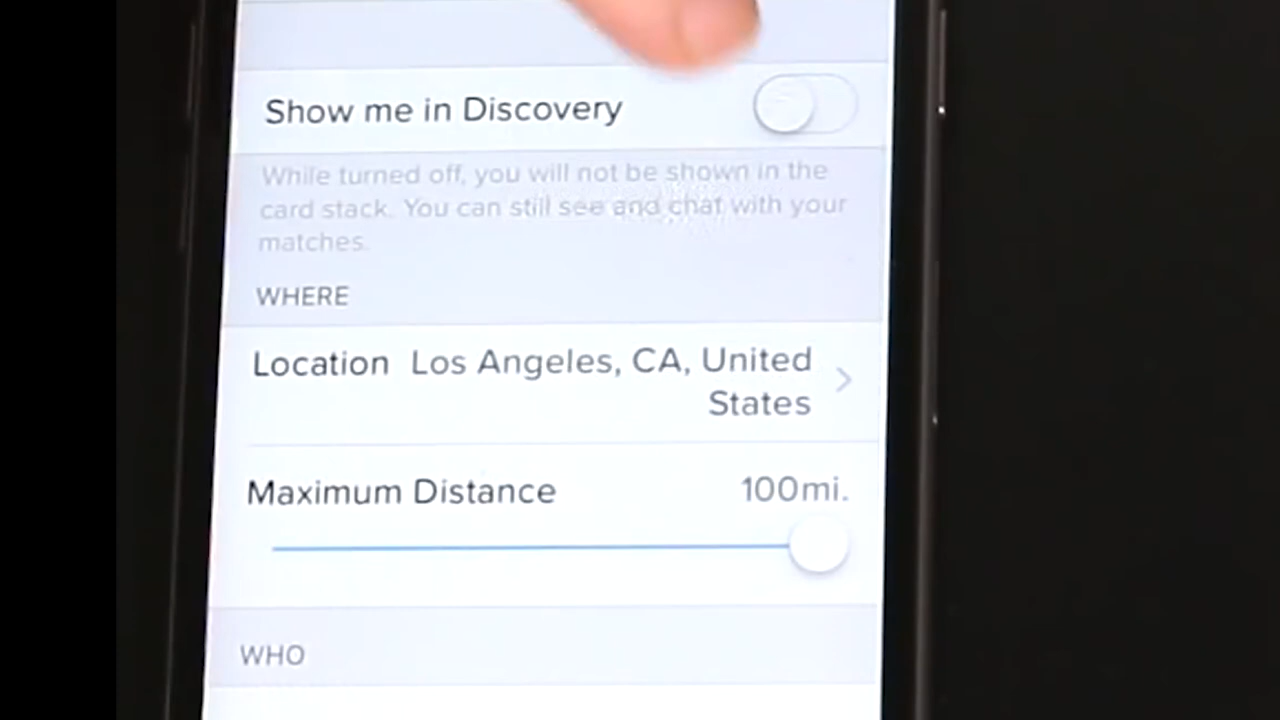 Show me in Discovery
While turned off, you will not be shown in the
card stack. You can still see and chat with your
matches.
WHERE
Location Los Angeles, CA, United
States
Maximum Distance 100mi.
WHO